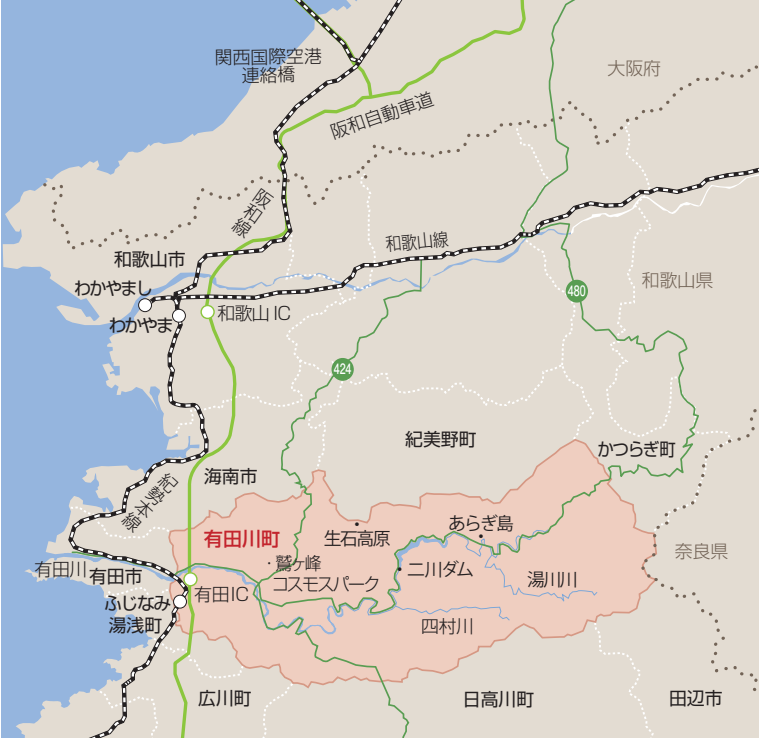 関西国際空港
連絡橋
大阪府
阪和自動車道
阪和線
和歌山線
和歌山市
わかやまし
わかやま
和歌山 IC
480
和歌山県
424
紀美野町
かつらぎ町
海南市
紀勢本線
有田川町
生石高原
あらぎ島
奈良県
鷲ヶ峰
コスモスパーク
二川ダム
湯川川
有田川
有田市
有田IC
ふじなみ
湯浅町
四村川
広川町
日高川町
田辺市